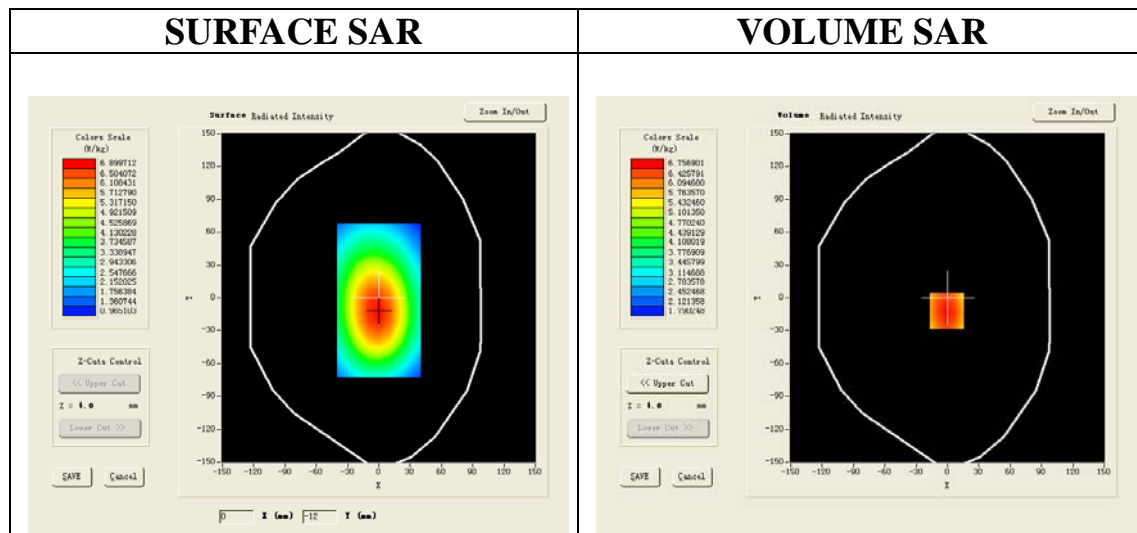 SURFACE SAR
VOLUME SAR
Surface Radiated Intensity
Zoom In/Out
Colors Scale
(W/kg)
6.899712
6.504072
6.108431
5.712790
5.317150
4.921509
4.525869
4.130228
3.734587
3.338947
2.943306
2.547666
2.152025
1.756384
1.360744
0.965103
150
120
90
60
30
0
-30
-60
-90
-120
-150
Y
-150 -120 -90 -60 -30 0 30 60 90 120 150
X
Z-Cuts Control
<< Upper Cut
Z = 4.0 mm
Lower Cut >>
SAVE Cancel
0 X (mm) -12 Y (mm)
Volume Radiated Intensity
Zoom In/Out
Colors Scale
(W/kg)
6.756901
6.425791
6.094680
5.763570
5.432460
5.101350
4.770240
4.439129
4.108019
3.776909
3.445799
3.114688
2.783578
2.452468
2.121358
1.790248
150
120
90
60
30
0
-30
-60
-90
-120
-150
Y
-150 -120 -90 -60 -30 0 30 60 90 120 150
X
Z-Cuts Control
<< Upper Cut
Z = 4.0 mm
Lower Cut >>
SAVE Cancel